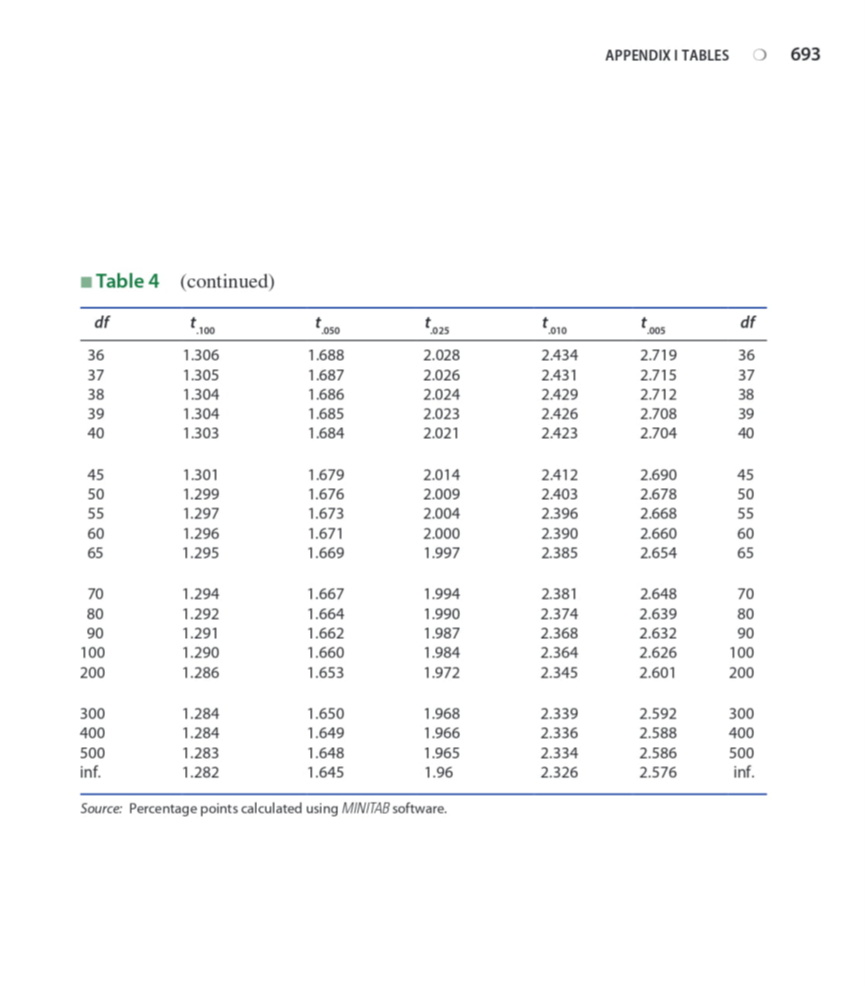 APPENDIX I TABLES ❍ 693
■ Table 4 (continued)
df t.100 t.050 t.025 t.010 t.005 df
36 1.306 1.688 2.028 2.434 2.719 36
37 1.305 1.687 2.026 2.431 2.715 37
38 1.304 1.686 2.024 2.429 2.712 38
39 1.304 1.685 2.023 2.426 2.708 39
40 1.303 1.684 2.021 2.423 2.704 40
45 1.301 1.679 2.014 2.412 2.690 45
50 1.299 1.676 2.009 2.403 2.678 50
55 1.297 1.673 2.004 2.396 2.668 55
60 1.296 1.671 2.000 2.390 2.660 60
65 1.295 1.669 1.997 2.385 2.654 65
70 1.294 1.667 1.994 2.381 2.648 70
80 1.292 1.664 1.990 2.374 2.639 80
90 1.291 1.662 1.987 2.368 2.632 90
100 1.290 1.660 1.984 2.364 2.626 100
200 1.286 1.653 1.972 2.345 2.601 200
300 1.284 1.650 1.968 2.339 2.592 300
400 1.284 1.649 1.966 2.336 2.588 400
500 1.283 1.648 1.965 2.334 2.586 500
inf. 1.282 1.645 1.96 2.326 2.576 inf.
Source: Percentage points calculated using MINITAB software.